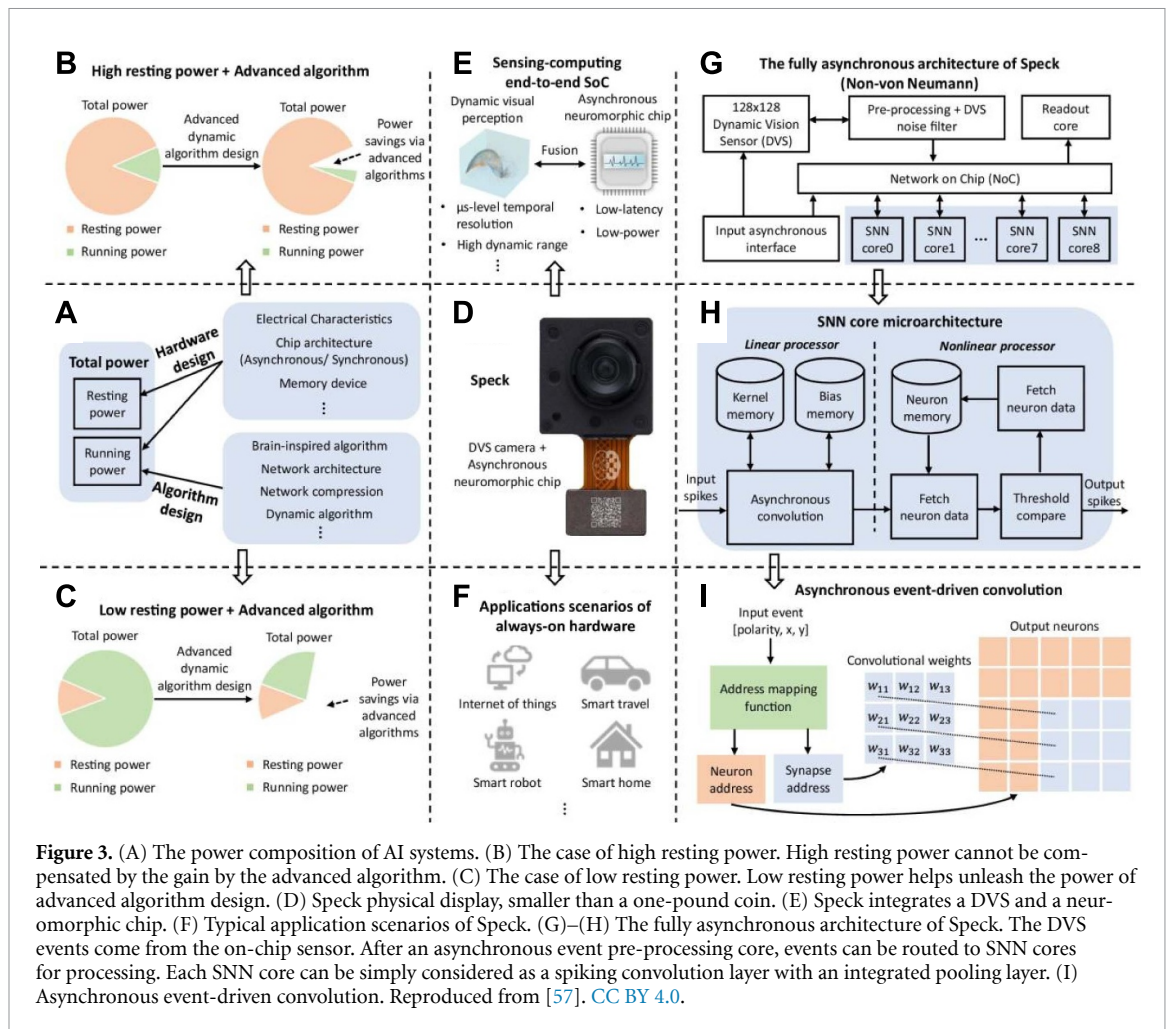 B
High resting power + Advanced algorithm
Total power
Advanced
dynamic
algorithm design
Total power
Power
savings via
advanced
algorithms
Resting power
Running power
Resting power
Running power
E
Sensing-computing
end-to-end SoC
Dynamic visual
perception
Asynchronous
neuromorphic chip
Fusion
• μs-level temporal
resolution
• High dynamic range
⋮
• Low-latency
• Low-power
G
The fully asynchronous architecture of Speck
(Non-von Neumann)
128x128
Dynamic Vision
Sensor (DVS)
Pre-processing + DVS
noise filter
Readout
core
Network on Chip (NoC)
Input asynchronous
interface
SNN
core0
SNN
core1
...
SNN
core7
SNN
core8
A
Total power
Resting
power
Running
power
Hardware
design
Algorithm
design
Electrical Characteristics
Chip architecture
(Asynchronous/ Synchronous)
Memory device
⋮
Brain-inspired algorithm
Network architecture
Network compression
Dynamic algorithm
⋮
D
Speck
DVS camera +
Asynchronous
neuromorphic chip
H
SNN core microarchitecture
Linear processor
Nonlinear processor
Kernel
memory
Bias
memory
Neuron
memory
Fetch
neuron data
Input
spikes
Asynchronous
convolution
Fetch
neuron data
Threshold
compare
Output
spikes
C
Low resting power + Advanced algorithm
Total power
Advanced
dynamic
algorithm design
Total power
Power
savings via
advanced
algorithms
Resting power
Running power
Resting power
Running power
F
Applications scenarios of
always-on hardware
Internet of things
Smart travel
Smart robot
Smart home
⋮
I
Asynchronous event-driven convolution
Input event
[polarity, x, y]
Address mapping
function
Neuron
address
Synapse
address
Convolutional weights
w₁₁ w₁₂ w₁₃
w₂₁ w₂₂ w₂₃
w₃₁ w₃₂ w₃₃
Output neurons
Figure 3. (A) The power composition of AI systems. (B) The case of high resting power. High resting power cannot be com-
pensated by the gain by the advanced algorithm. (C) The case of low resting power. Low resting power helps unleash the power of
advanced algorithm design. (D) Speck physical display, smaller than a one-pound coin. (E) Speck integrates a DVS and a neur-
omorphic chip. (F) Typical application scenarios of Speck. (G)–(H) The fully asynchronous architecture of Speck. The DVS
events come from the on-chip sensor. After an asynchronous event pre-processing core, events can be routed to SNN cores
for processing. Each SNN core can be simply considered as a spiking convolution layer with an integrated pooling layer. (I)
Asynchronous event-driven convolution. Reproduced from [57]. CC BY 4.0.